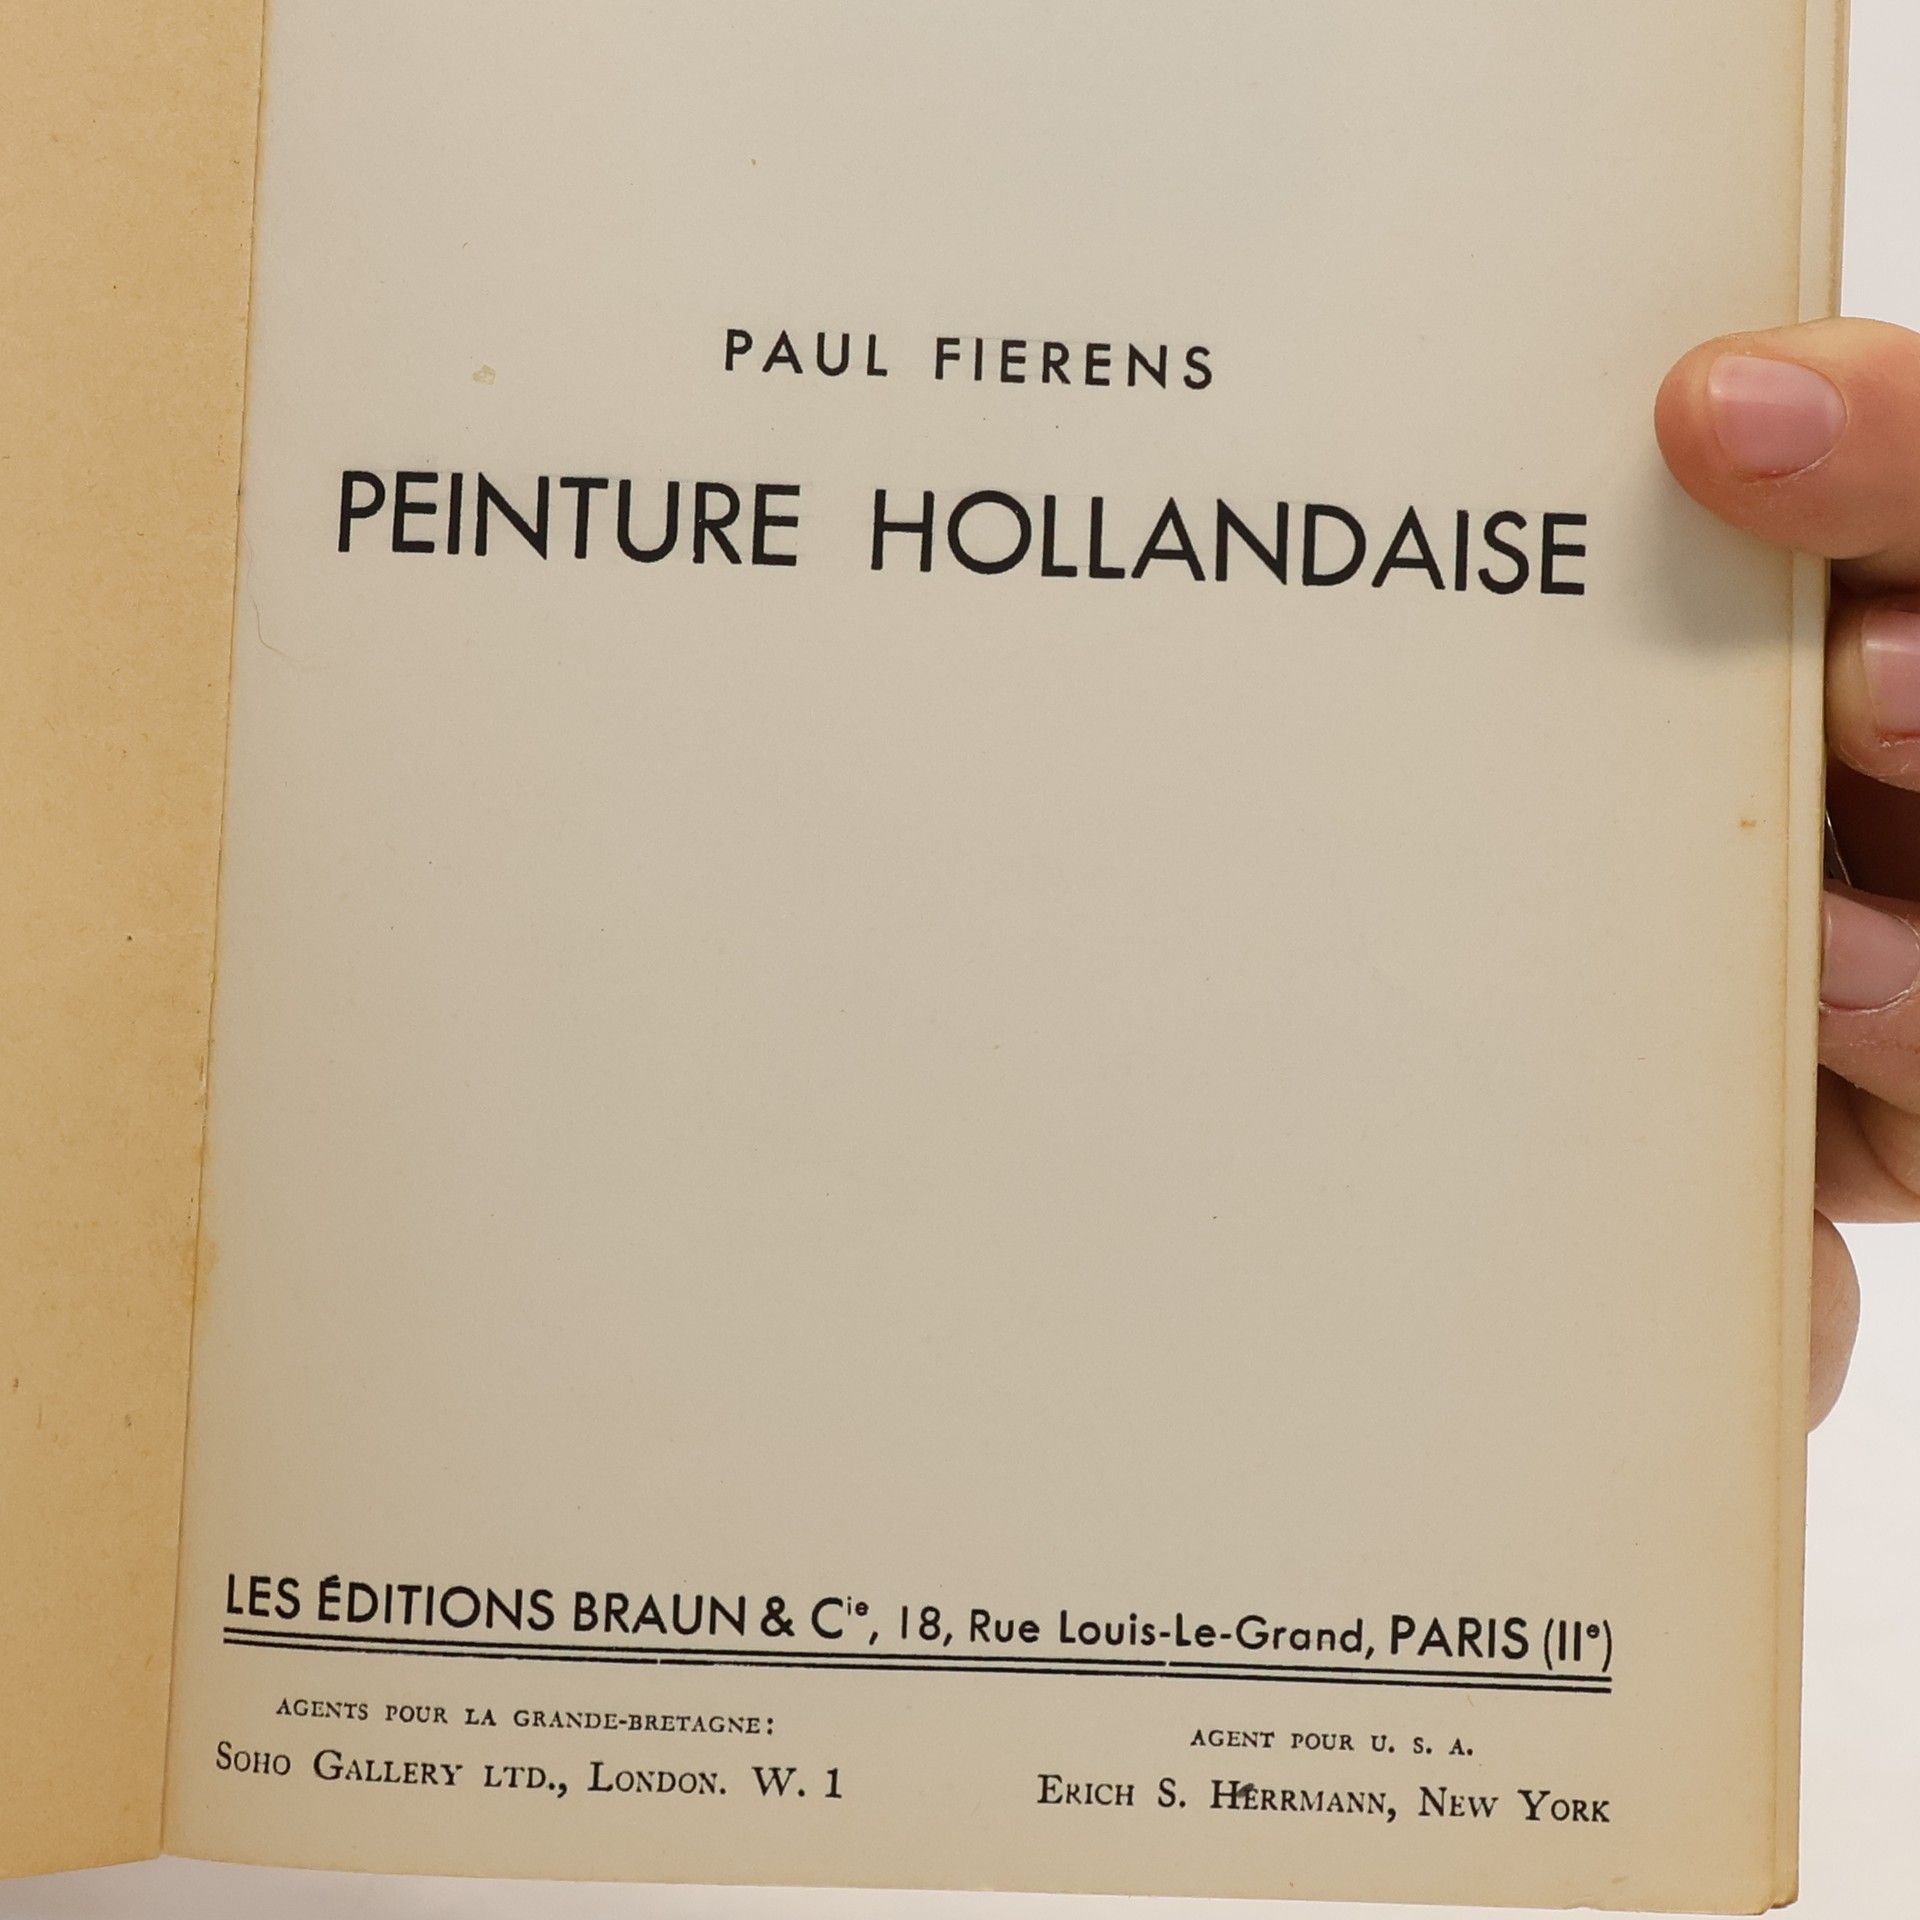 PAUL FIERENS
PEINTURE HOLLANDAISE
LES ÉDITIONS BRAUN & Cie, 18, Rue Louis-Le-Grand, PARIS (IIe)
AGENTS POUR LA GRANDE-BRETAGNE:
SOHO GALLERY LTD., LONDON. W. 1
AGENT POUR U. S. A.
ERICH S. HERRMANN, NEW YORK